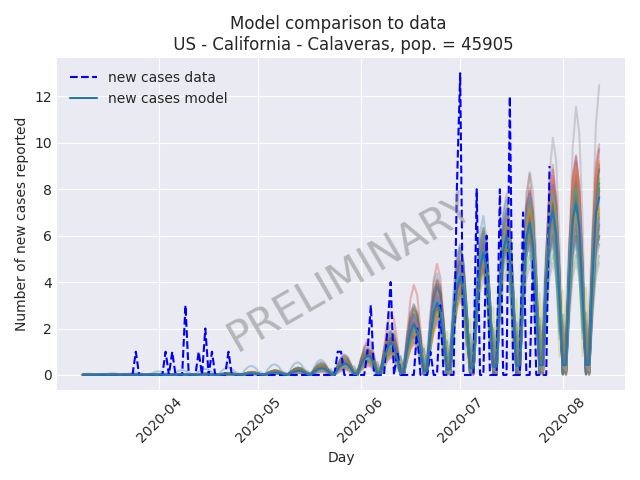 Model comparison to data
US - California - Calaveras, pop. = 45905
new cases data
new cases model
PRELIMINARY
Number of new cases reported
12
10
8
6
4
2
0
2020-04
2020-05
2020-06
2020-07
2020-08
Day